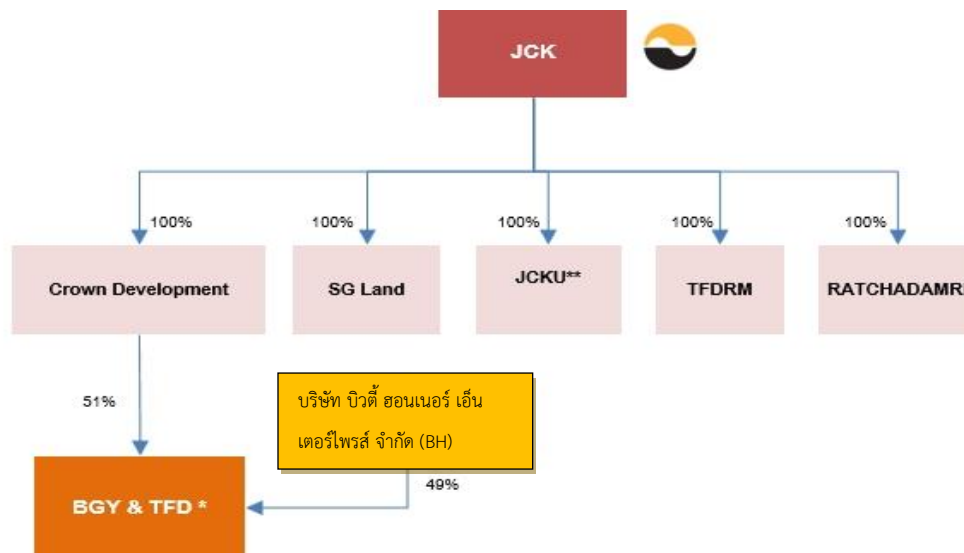 JCK
100%
100%
100%
100%
100%
Crown Development
SG Land
JCKU**
TFDRM
RATCHADAMRI
51%
บริษัท บิวตี้ ฮอนเนอร์ เอ็น
เตอร์ไพรส์ จำกัด (BH)
49%
BGY & TFD *